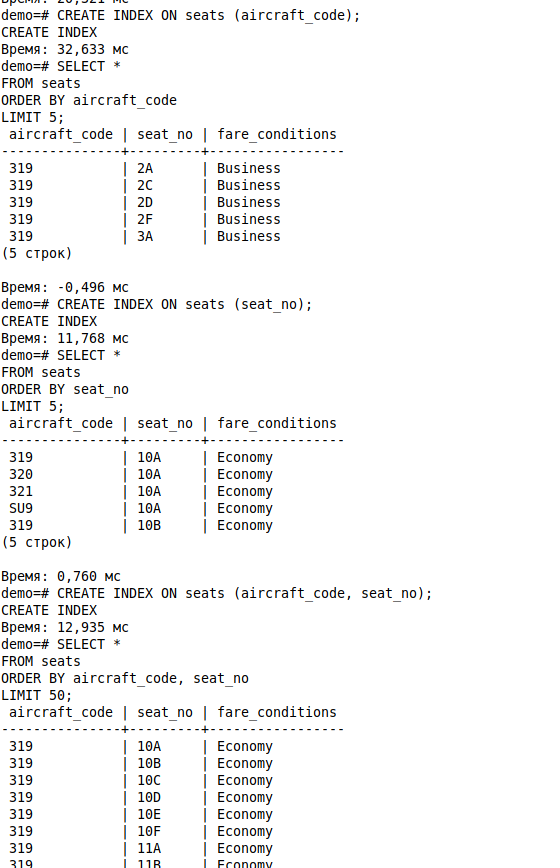 Время: 20,321 мс
demo=# CREATE INDEX ON seats (aircraft_code);
CREATE INDEX
Время: 32,633 мс
demo=# SELECT *
FROM seats
ORDER BY aircraft_code
LIMIT 5;
 aircraft_code | seat_no | fare_conditions
---------------+---------+-----------------
 319           | 2A      | Business
 319           | 2C      | Business
 319           | 2D      | Business
 319           | 2F      | Business
 319           | 3A      | Business
(5 строк)

Время: -0,496 мс
demo=# CREATE INDEX ON seats (seat_no);
CREATE INDEX
Время: 11,768 мс
demo=# SELECT *
FROM seats
ORDER BY seat_no
LIMIT 5;
 aircraft_code | seat_no | fare_conditions
---------------+---------+-----------------
 319           | 10A     | Economy
 320           | 10A     | Economy
 321           | 10A     | Economy
 SU9           | 10A     | Economy
 319           | 10B     | Economy
(5 строк)

Время: 0,760 мс
demo=# CREATE INDEX ON seats (aircraft_code, seat_no);
CREATE INDEX
Время: 12,935 мс
demo=# SELECT *
FROM seats
ORDER BY aircraft_code, seat_no
LIMIT 50;
 aircraft_code | seat_no | fare_conditions
---------------+---------+-----------------
 319           | 10A     | Economy
 319           | 10B     | Economy
 319           | 10C     | Economy
 319           | 10D     | Economy
 319           | 10E     | Economy
 319           | 10F     | Economy
 319           | 11A     | Economy
 319           | 11B     | Economy